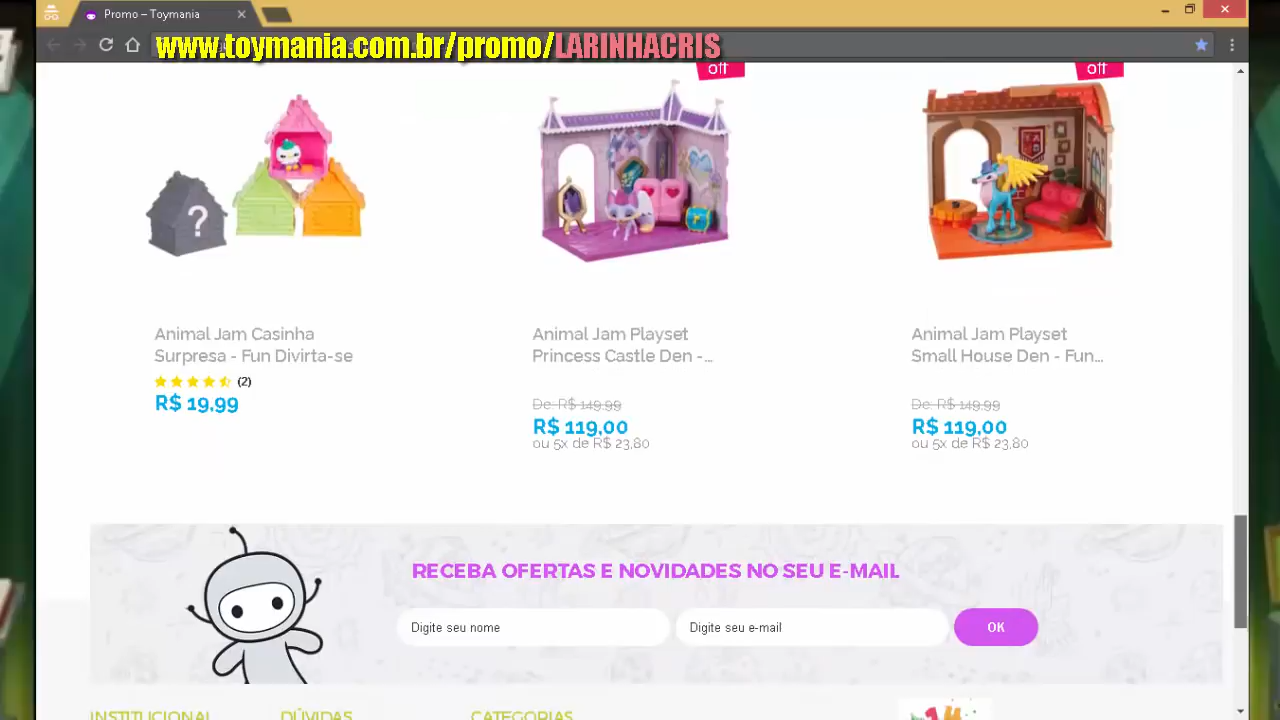 Promo – Toymania
www.toymania.com.br/promo/LARINHACRIS
off
off
?
Animal Jam Casinha
Surpresa - Fun Divirta-se
(2)
R$ 19,99
Animal Jam Playset
Princess Castle Den -...
De: R$ 149,99
R$ 119,00
ou 5x de R$ 23,80
Animal Jam Playset
Small House Den - Fun...
De: R$ 149,99
R$ 119,00
ou 5x de R$ 23,80
RECEBA OFERTAS E NOVIDADES NO SEU E-MAIL
Digite seu nome
Digite seu e-mail
OK
INSTITUCIONAL
DÚVIDAS
CATEGORIAS